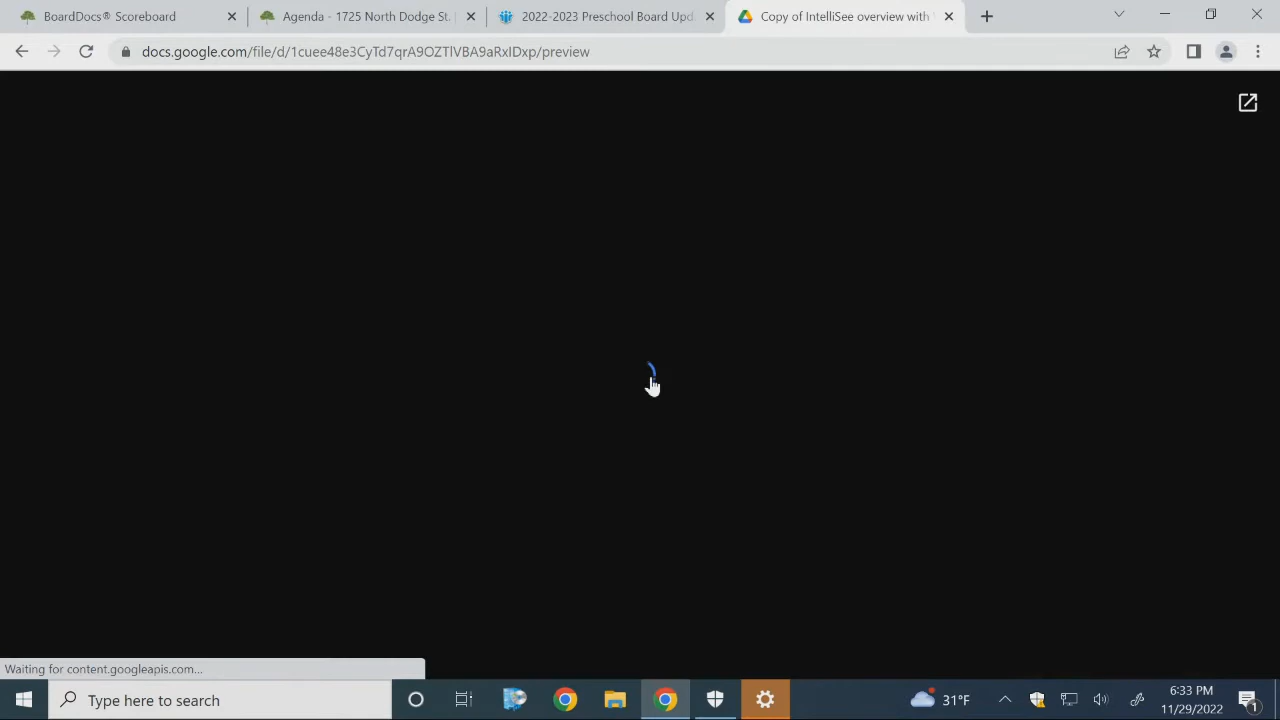 BoardDocs® Scoreboard
Agenda - 1725 North Dodge St.
2022-2023 Preschool Board Upd
Copy of IntelliSee overview with
docs.google.com/file/d/1cuee48e3CyTd7qrA9OZTlVBA9aRxIDxp/preview
Waiting for content.googleapis.com...
Type here to search
31°F
6:33 PM
11/29/2022
1